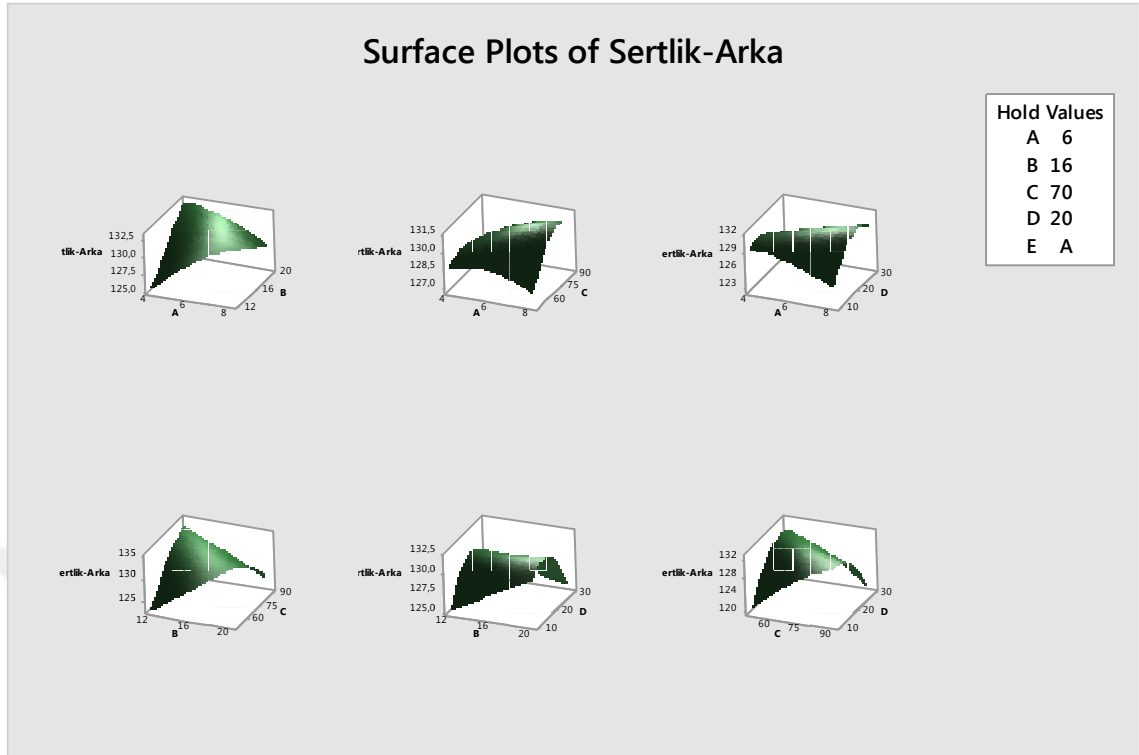 Surface Plots of Sertlik-Arka
Hold Values
A 6
B 16
C 70
D 20
E A
132,5
130,0
127,5
125,0
tlik-Arka
4
6
8
A
12
16
20
B
131,5
130,0
128,5
127,0
rtlik-Arka
4
6
8
A
60
75
90
C
132
129
126
123
ertlik-Arka
4
6
8
A
10
20
30
D
135
130
125
ertlik-Arka
12
16
20
B
60
75
90
C
132,5
130,0
127,5
125,0
rtlik-Arka
12
16
20
B
10
20
30
D
132
128
124
120
ertlik-Arka
60
75
90
C
10
20
30
D